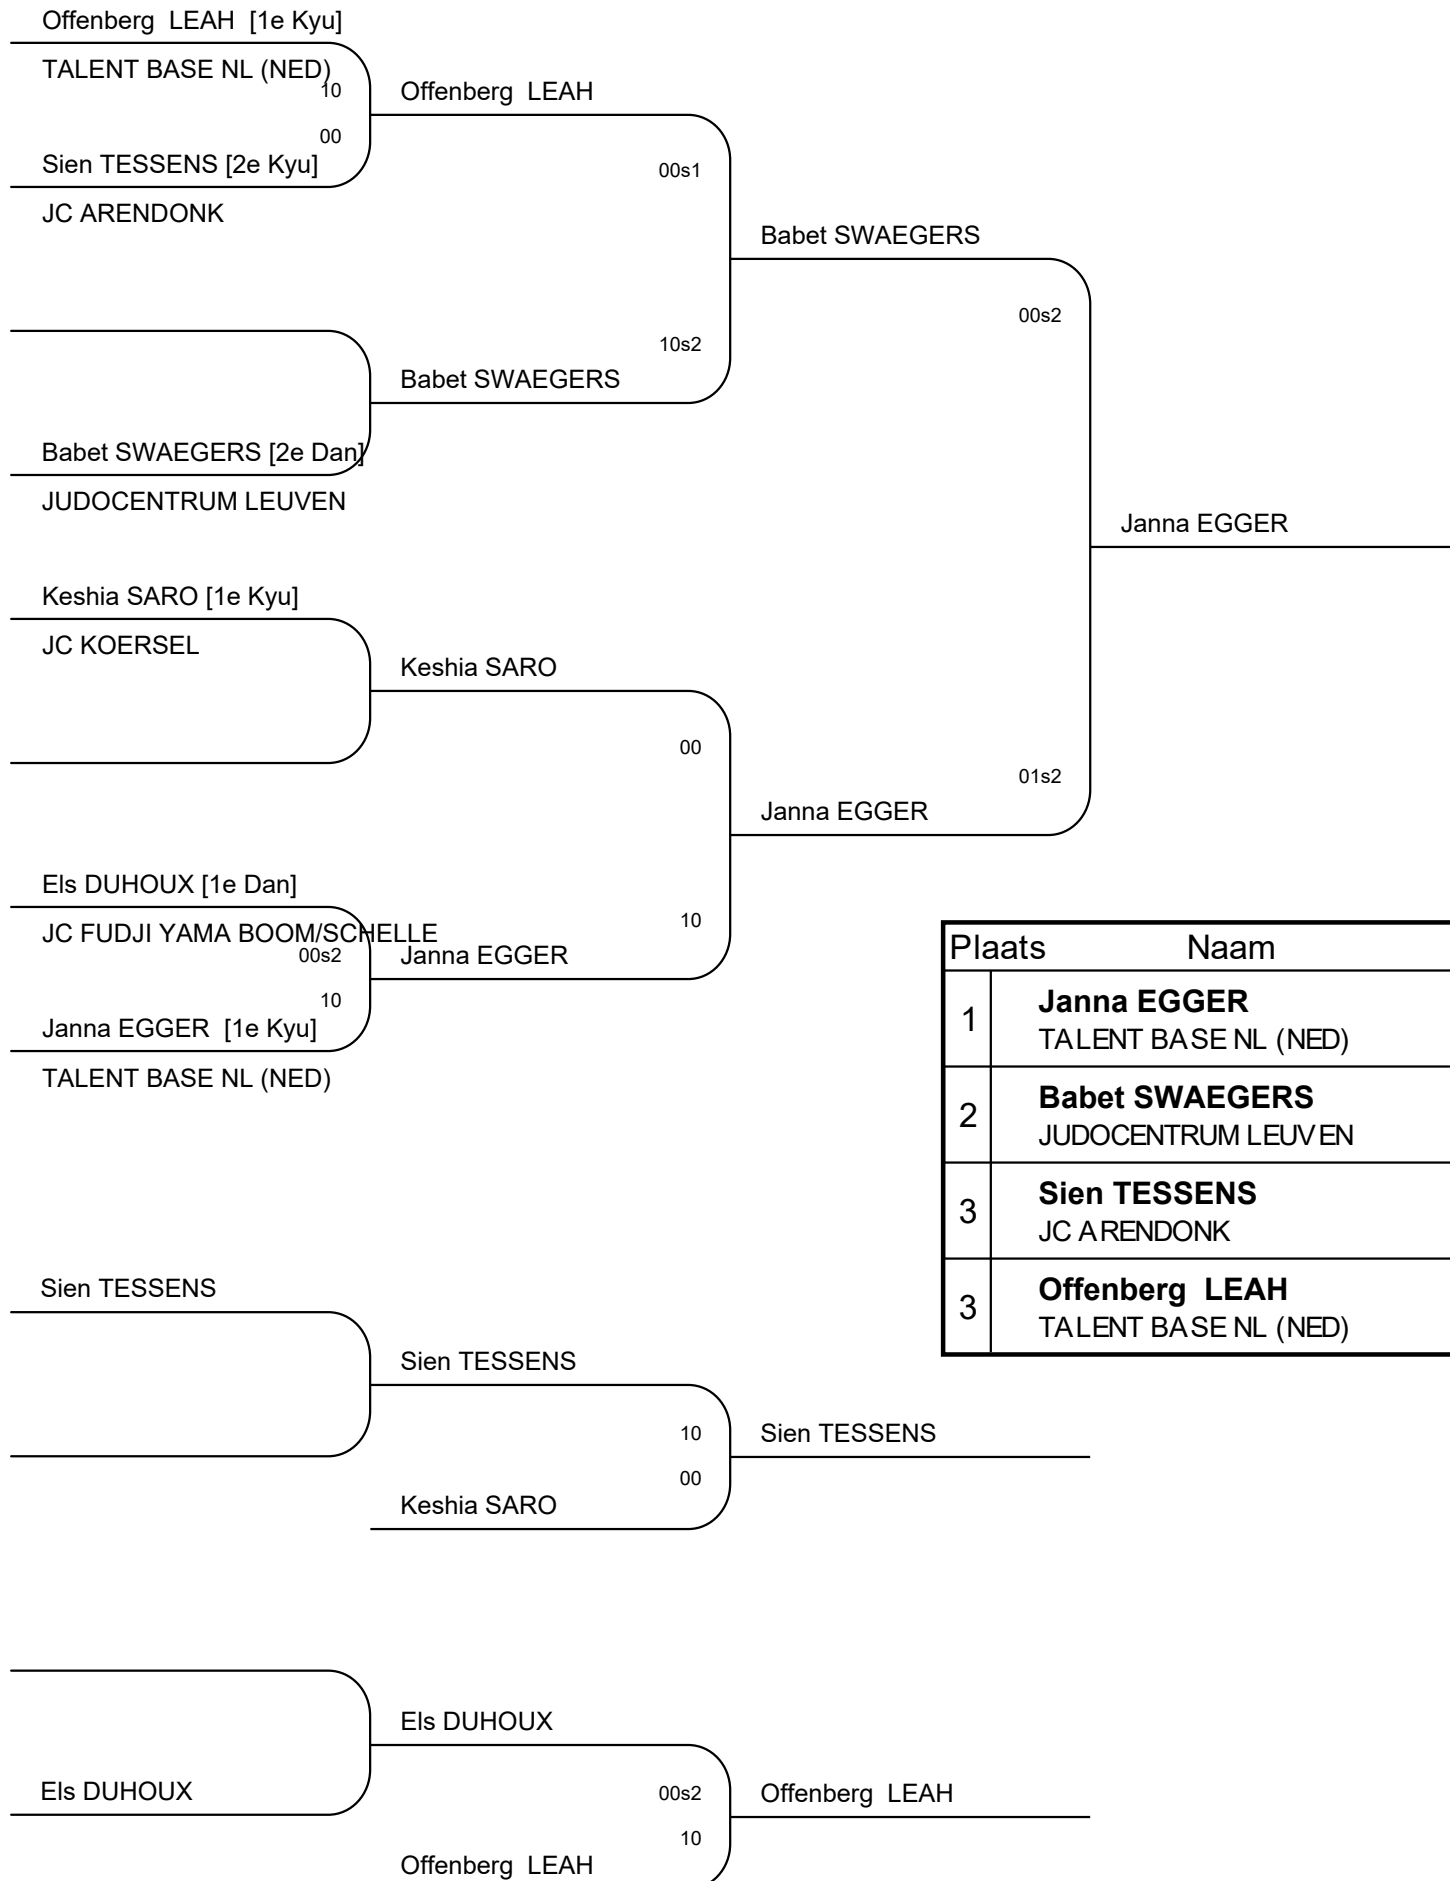 Offenberg  LEAH  [1e Kyu]
TALENT BASE NL (NED)
10
00
Sien TESSENS [2e Kyu]
JC ARENDONK
Offenberg  LEAH
00s1
10s2
Babet SWAEGERS
Babet SWAEGERS [2e Dan]
JUDOCENTRUM LEUVEN
Babet SWAEGERS
00s2
Janna EGGER
Keshia SARO [1e Kyu]
JC KOERSEL
Keshia SARO
00
01s2
Janna EGGER
10
Els DUHOUX [1e Dan]
JC FUDJI YAMA BOOM/SCHELLE
00s2
Janna EGGER
10
Janna EGGER  [1e Kyu]
TALENT BASE NL (NED)
Plaats Naam
1 Janna EGGER
TALENT BASE NL (NED)
2 Babet SWAEGERS
JUDOCENTRUM LEUVEN
3 Sien TESSENS
JC ARENDONK
3 Offenberg  LEAH
TALENT BASE NL (NED)
Sien TESSENS
Sien TESSENS
10
00
Sien TESSENS
Keshia SARO
Els DUHOUX
Els DUHOUX
00s2
10
Offenberg  LEAH
Offenberg  LEAH